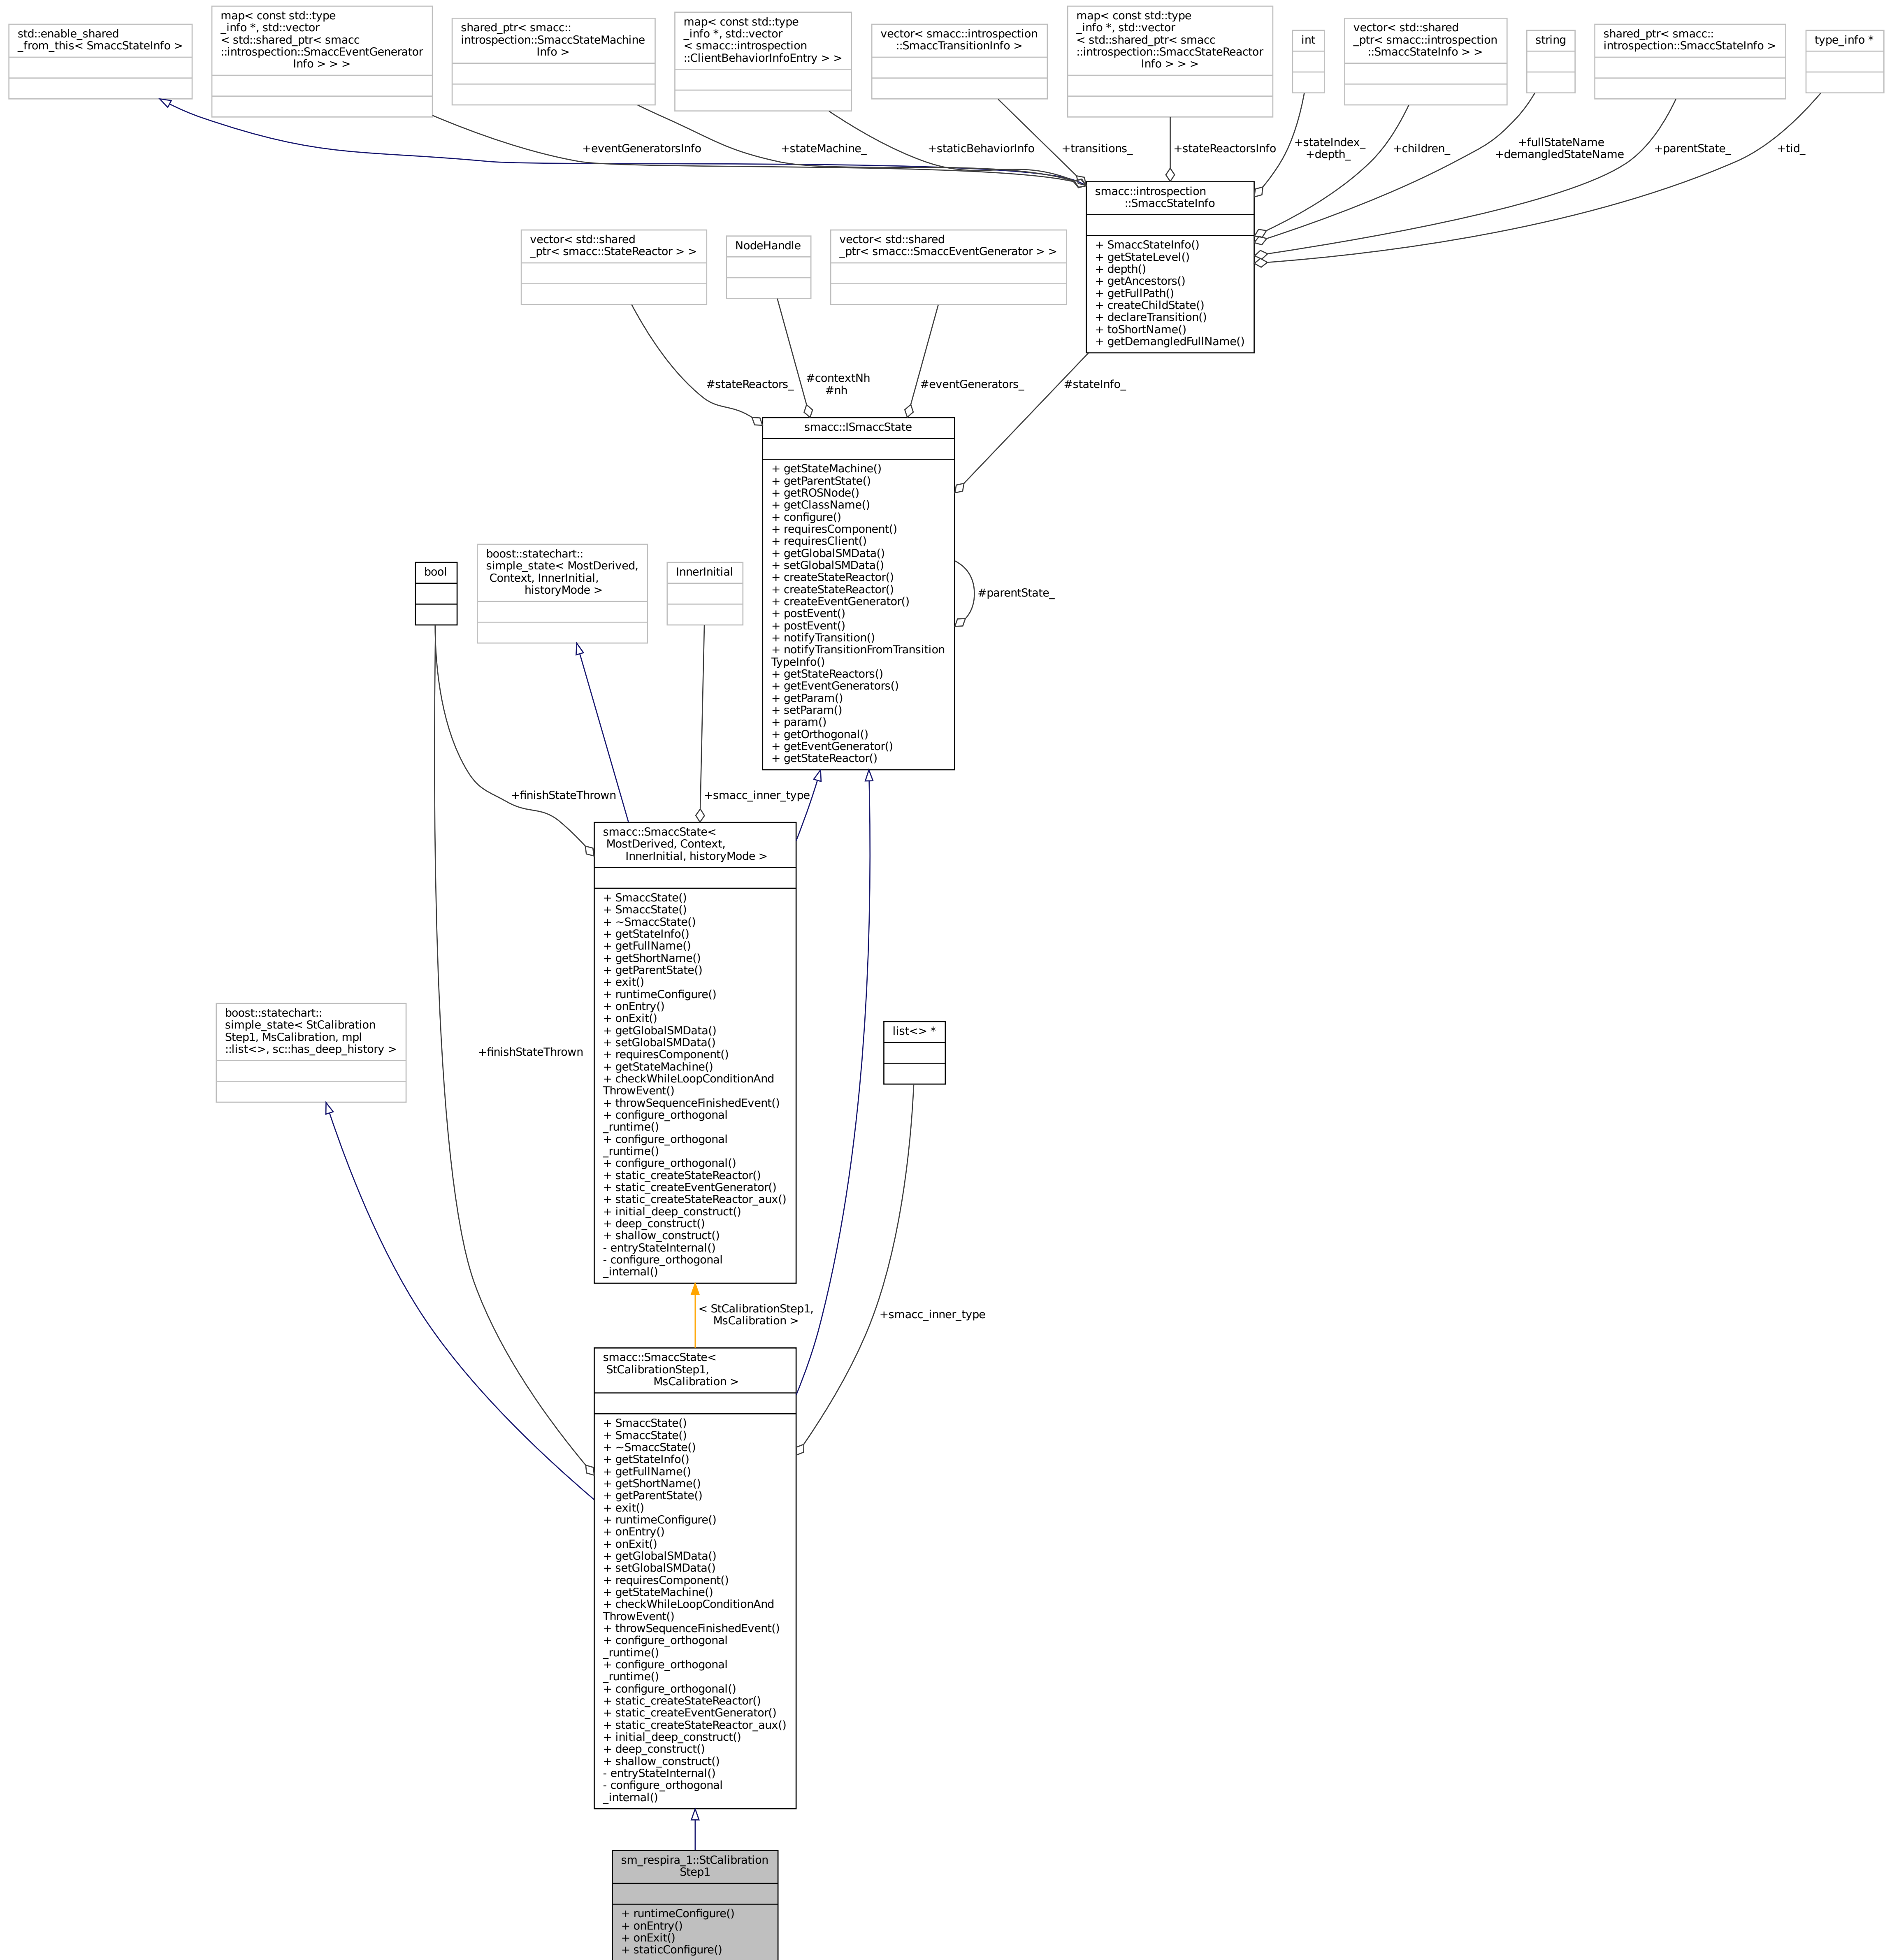 std::enable_shared
_from_this< SmaccStateInfo >
map< const std::type
_info *, std::vector
< std::shared_ptr< smacc
::introspection::SmaccEventGenerator
Info > > >
shared_ptr< smacc::
introspection::SmaccStateMachine
Info >
map< const std::type
_info *, std::vector
< smacc::introspection
::ClientBehaviorInfoEntry > >
vector< smacc::introspection
::SmaccTransitionInfo >
map< const std::type
_info *, std::vector
< std::shared_ptr< smacc
::introspection::SmaccStateReactor
Info > > >
int
vector< std::shared
_ptr< smacc::introspection
::SmaccStateInfo > >
string
shared_ptr< smacc::
introspection::SmaccStateInfo >
type_info *
+eventGeneratorsInfo
+stateMachine_
+staticBehaviorInfo
+transitions_
+stateReactorsInfo
+stateIndex_
+depth_
+children_
+fullStateName
+demangledStateName
+parentState_
+tid_
smacc::introspection
::SmaccStateInfo
+ SmaccStateInfo()
+ getStateLevel()
+ depth()
+ getAncestors()
+ getFullPath()
+ createChildState()
+ declareTransition()
+ toShortName()
+ getDemangledFullName()
vector< std::shared
_ptr< smacc::StateReactor > >
NodeHandle
vector< std::shared
_ptr< smacc::SmaccEventGenerator > >
#stateReactors_
#contextNh
#nh
#eventGenerators_
#stateInfo_
smacc::ISmaccState
+ getStateMachine()
+ getParentState()
+ getROSNode()
+ getClassName()
+ configure()
+ requiresComponent()
+ requiresClient()
+ getGlobalSMData()
+ setGlobalSMData()
+ createStateReactor()
+ createStateReactor()
+ createEventGenerator()
+ postEvent()
+ postEvent()
+ notifyTransition()
+ notifyTransitionFromTransition
TypeInfo()
+ getStateReactors()
+ getEventGenerators()
+ getParam()
+ setParam()
+ param()
+ getOrthogonal()
+ getEventGenerator()
+ getStateReactor()
#parentState_
bool
boost::statechart::
simple_state< MostDerived,
Context, InnerInitial,
historyMode >
InnerInitial
+finishStateThrown
+smacc_inner_type
smacc::SmaccState<
MostDerived, Context,
InnerInitial, historyMode >
+ SmaccState()
+ SmaccState()
+ ~SmaccState()
+ getStateInfo()
+ getFullName()
+ getShortName()
+ getParentState()
+ exit()
+ runtimeConfigure()
+ onEntry()
+ onExit()
+ getGlobalSMData()
+ setGlobalSMData()
+ requiresComponent()
+ getStateMachine()
+ checkWhileLoopConditionAnd
ThrowEvent()
+ throwSequenceFinishedEvent()
+ configure_orthogonal
_runtime()
+ configure_orthogonal
_runtime()
+ configure_orthogonal()
+ static_createStateReactor()
+ static_createEventGenerator()
+ static_createStateReactor_aux()
+ initial_deep_construct()
+ deep_construct()
+ shallow_construct()
- entryStateInternal()
- configure_orthogonal
_internal()
boost::statechart::
simple_state< StCalibration
Step1, MsCalibration, mpl
::list<>, sc::has_deep_history >
+finishStateThrown
list<> *
< StCalibrationStep1,
MsCalibration >
+smacc_inner_type
smacc::SmaccState<
StCalibrationStep1,
MsCalibration >
+ SmaccState()
+ SmaccState()
+ ~SmaccState()
+ getStateInfo()
+ getFullName()
+ getShortName()
+ getParentState()
+ exit()
+ runtimeConfigure()
+ onEntry()
+ onExit()
+ getGlobalSMData()
+ setGlobalSMData()
+ requiresComponent()
+ getStateMachine()
+ checkWhileLoopConditionAnd
ThrowEvent()
+ throwSequenceFinishedEvent()
+ configure_orthogonal
_runtime()
+ configure_orthogonal
_runtime()
+ configure_orthogonal()
+ static_createStateReactor()
+ static_createEventGenerator()
+ static_createStateReactor_aux()
+ initial_deep_construct()
+ deep_construct()
+ shallow_construct()
- entryStateInternal()
- configure_orthogonal
_internal()
sm_respira_1::StCalibration
Step1
+ runtimeConfigure()
+ onEntry()
+ onExit()
+ staticConfigure()